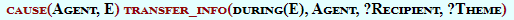 CAUSE(AGENT, E) TRANSFER_INFO(DURING(E), AGENT, ?RECIPIENT, ?THEME)